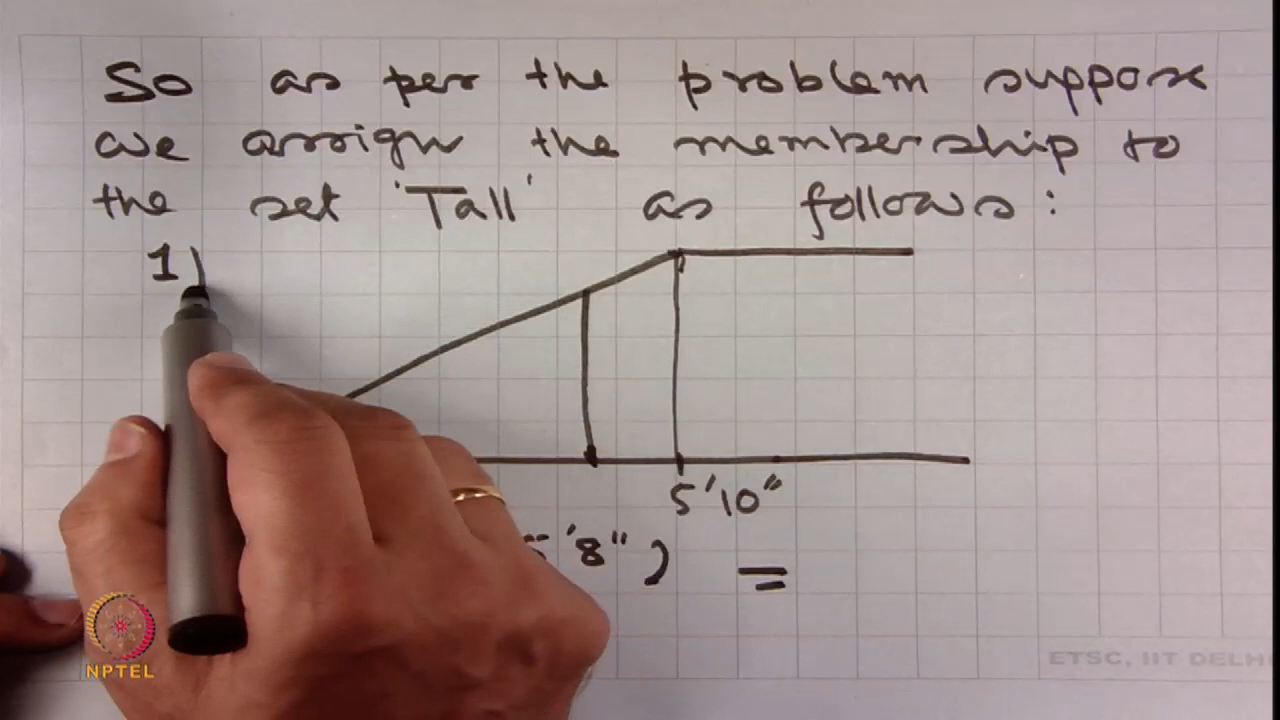 So as per the problem suppose
we assign the membership to
the set 'Tall' as follows:
1)
5'10"
5'8") =
NPTEL
ETSC, IIT DELHI